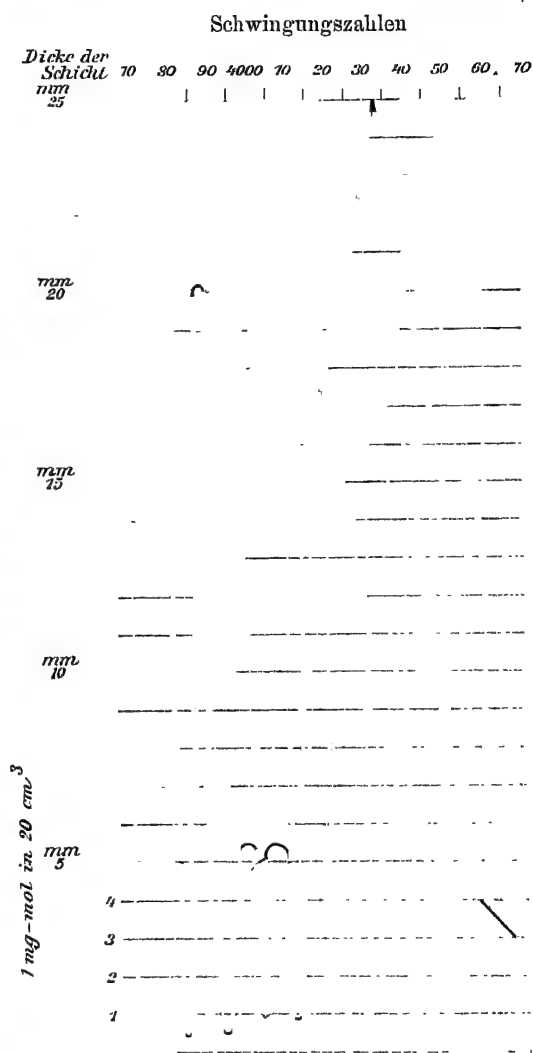 Schwingungszahlen
Dicke der
Schicht 70 80 90 4000 10 20 30 40 50 60 70
mm
25
mm
20
mm
15
mm
10
mm
5
4
3
2
1
1 mg-mol in 20 cm³